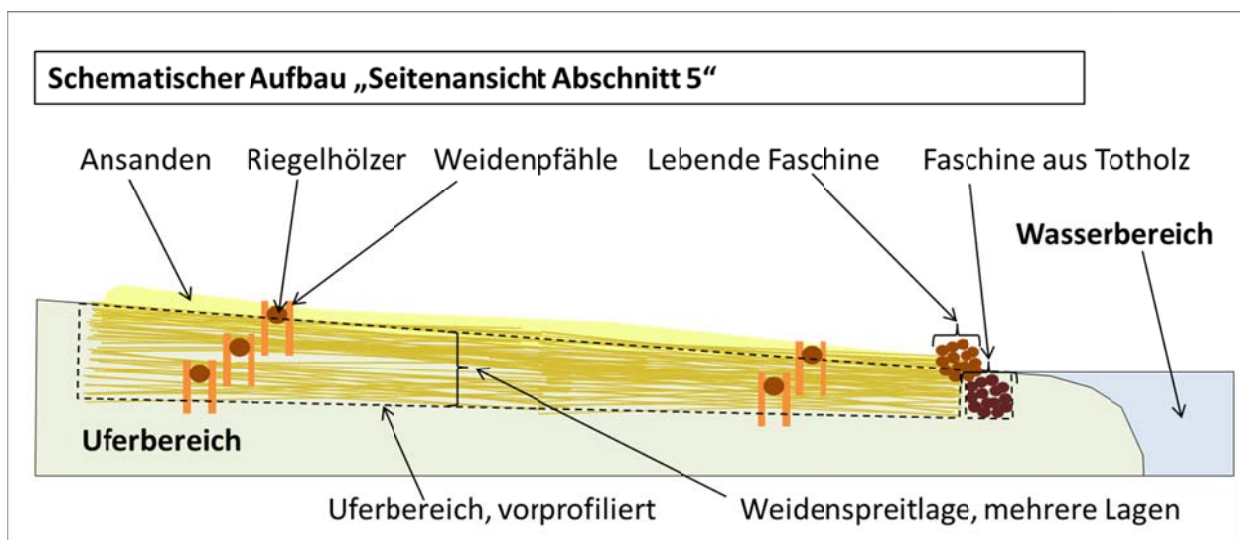 Schematischer Aufbau „Seitenansicht Abschnitt 5“
Ansanden
Riegelhölzer
Weidenpfähle
Lebende Faschine
Faschine aus Totholz
Wasserbereich
Uferbereich
Uferbereich, vorprofiliert
Weidenspreitlage, mehrere Lagen